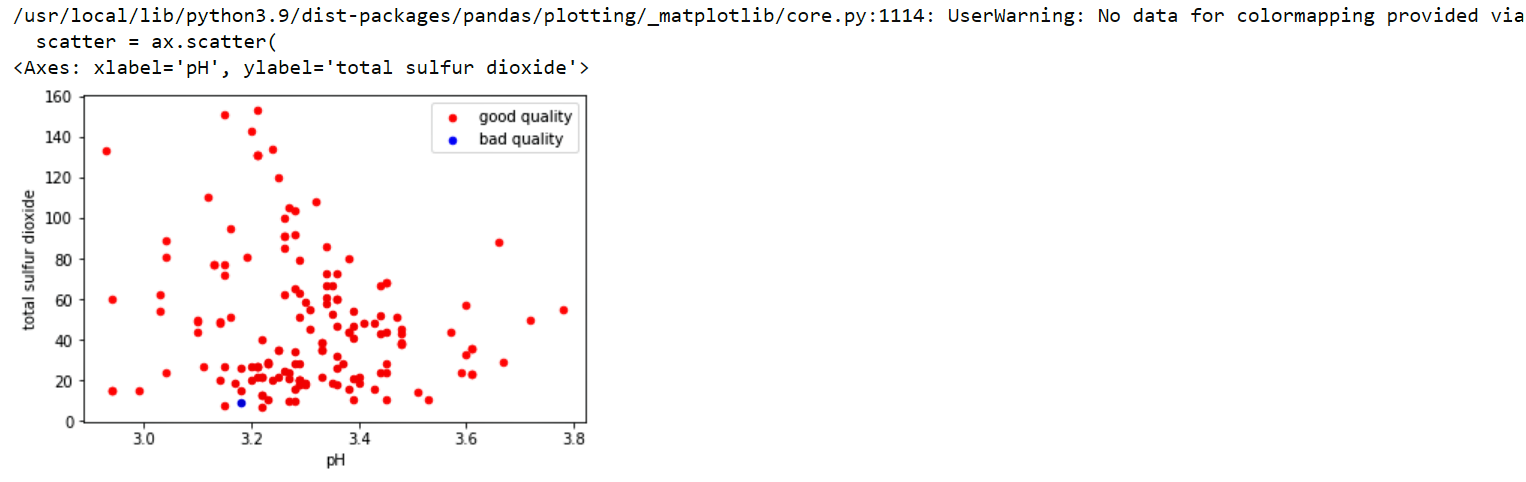 /usr/local/lib/python3.9/dist-packages/pandas/plotting/_matplotlib/core.py:1114: UserWarning: No data for colormapping provided via
  scatter = ax.scatter(
<Axes: xlabel='pH', ylabel='total sulfur dioxide'>
160
140
120
100
80
60
40
20
0
total sulfur dioxide
good quality
bad quality
3.0
3.2
3.4
3.6
3.8
pH